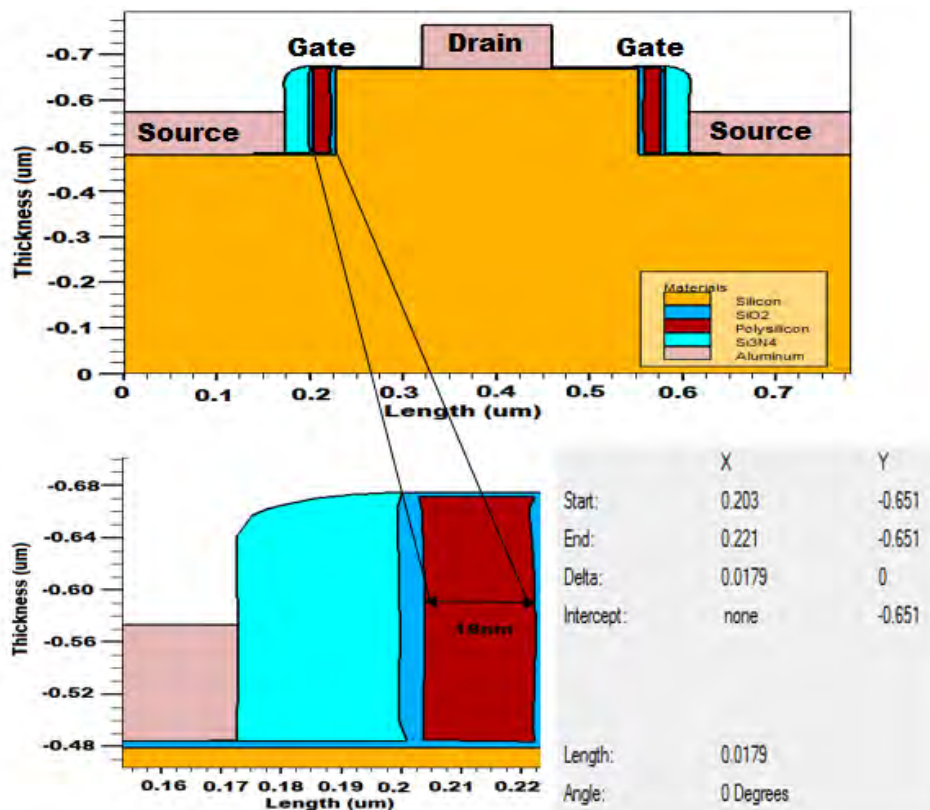 Gate
Drain
Gate
Source
Source
Thickness (um)
-0.7
-0.6
-0.5
-0.4
-0.3
-0.2
-0.1
0
Materials
Silicon
SiO2
Polysilicon
Si3N4
Aluminum
0 0.1 0.2 0.3 0.4 0.5 0.6 0.7
Length (um)
Thickness (um)
-0.68
-0.64
-0.60
-0.56
-0.52
-0.48
18nm
0.16 0.17 0.18 0.19 0.2 0.21 0.22
Length (um)
X Y
Start: 0.203 -0.651
End: 0.221 -0.651
Delta: 0.0179 0
Intercept: none -0.651
Length: 0.0179
Angle: 0 Degrees